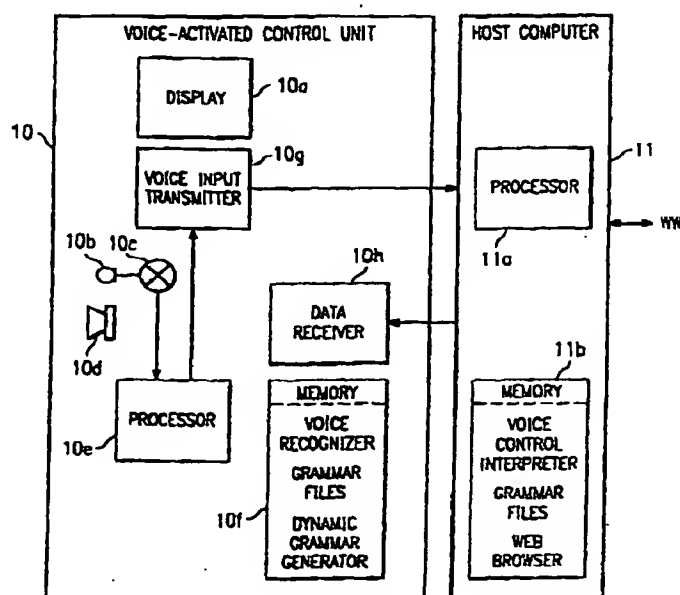 VOICE-ACTIVATED CONTROL UNIT
HOST COMPUTER
DISPLAY
10a
10
10g
VOICE INPUT
TRANSMITTER
11
PROCESSOR
11a
WW
10b
10c
10h
DATA
RECEIVER
10d
11b
PROCESSOR
10e
MEMORY
VOICE
RECOGNIZER
GRAMMAR
FILES
DYNAMIC
GRAMMAR
GENERATOR
10f
MEMORY
VOICE
CONTROL
INTERPRETER
GRAMMAR
FILES
WEB
BROWSER